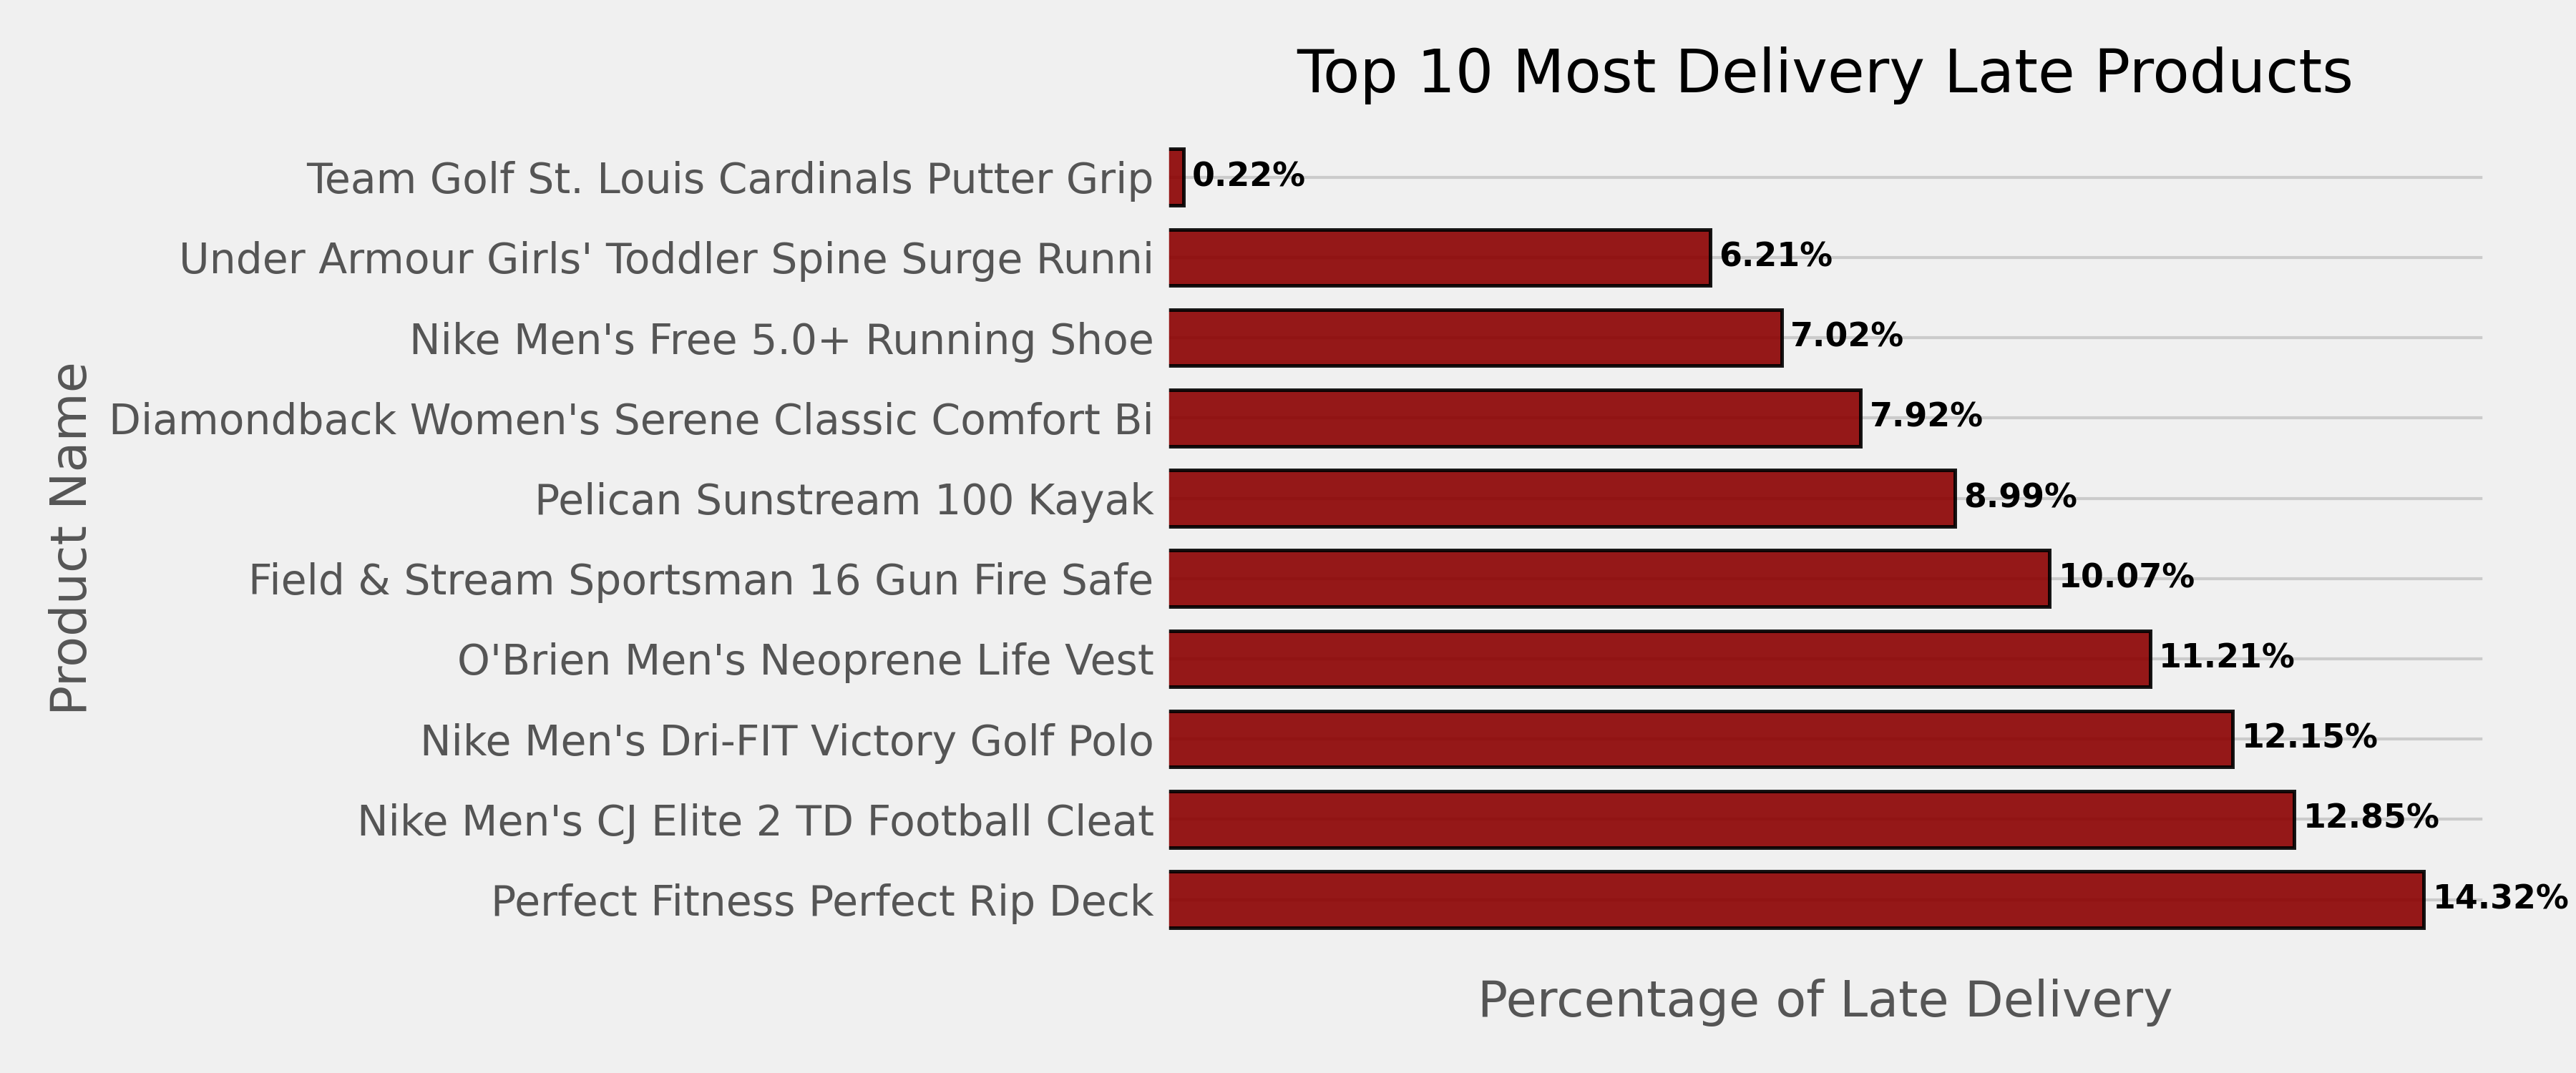 Top 10 Most Delivery Late Products
Team Golf St. Louis Cardinals Putter Grip 0.22%
Under Armour Girls' Toddler Spine Surge Runni 6.21%
Nike Men's Free 5.0+ Running Shoe 7.02%
Diamondback Women's Serene Classic Comfort Bi 7.92%
Pelican Sunstream 100 Kayak 8.99%
Field & Stream Sportsman 16 Gun Fire Safe 10.07%
O'Brien Men's Neoprene Life Vest 11.21%
Nike Men's Dri-FIT Victory Golf Polo 12.15%
Nike Men's CJ Elite 2 TD Football Cleat 12.85%
Perfect Fitness Perfect Rip Deck 14.32%
Product Name
Percentage of Late Delivery